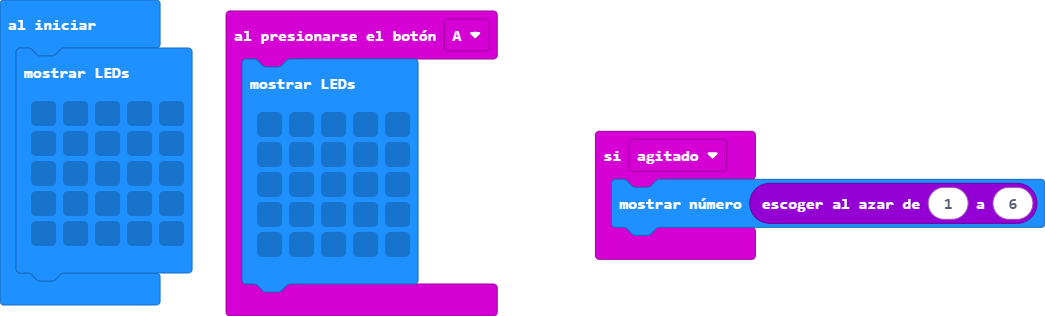 al iniciar
mostrar LEDs
al presionarse el botón A
mostrar LEDs
si agitado
mostrar número escoger al azar de 1 a 6